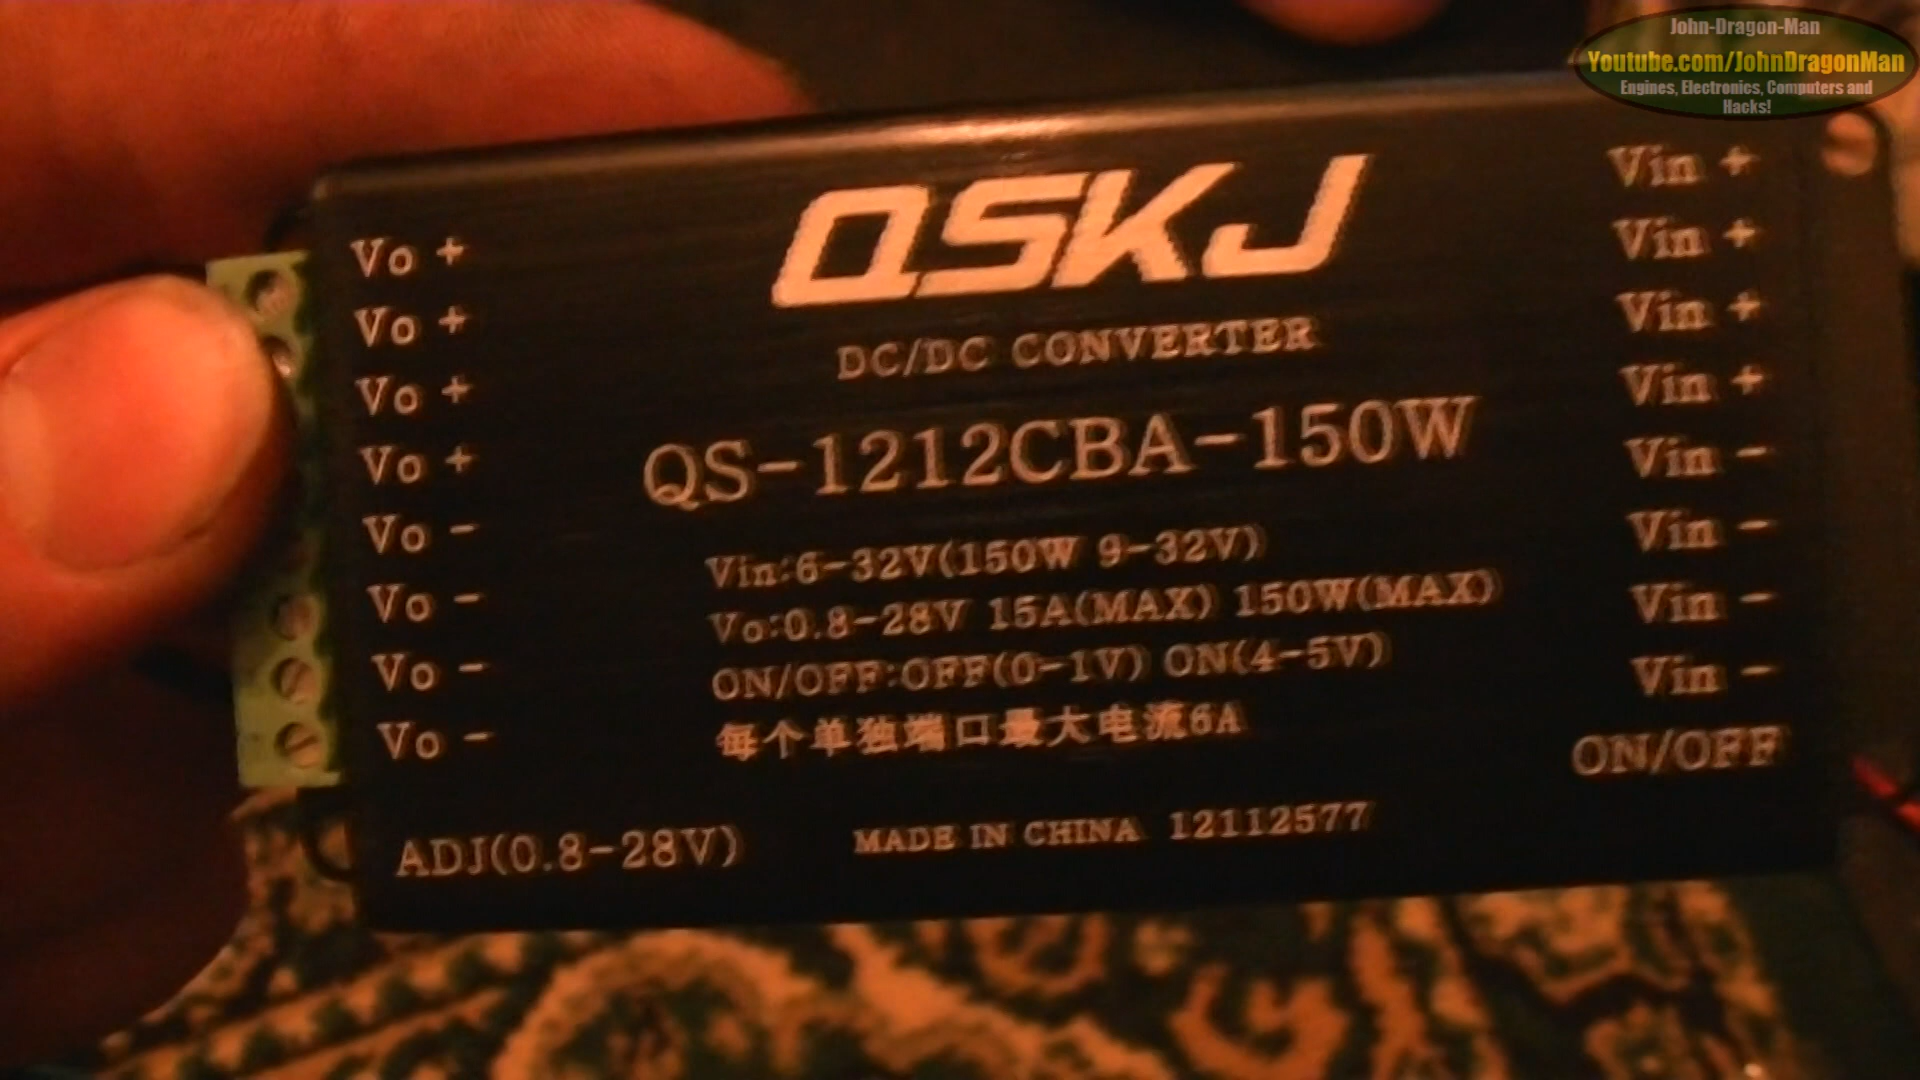 John-Dragon-Man
Youtube.com/JohnDragonMan
Engines, Electronics, Computers and
Hacks!
QSKJ
DC/DC CONVERTER
QS-1212CBA-150W
Vin:6-32V(150W 9-32V)
Vo:0.8-28V 15A(MAX) 150W(MAX)
ON/OFF:OFF(0-1V) ON(4-5V)
每个单独端口最大电流6A
MADE IN CHINA 12112577
Vo +
Vo +
Vo +
Vo +
Vo -
Vo -
Vo -
Vo -
ADJ(0.8-28V)
Vin +
Vin +
Vin +
Vin +
Vin -
Vin -
Vin -
Vin -
ON/OFF